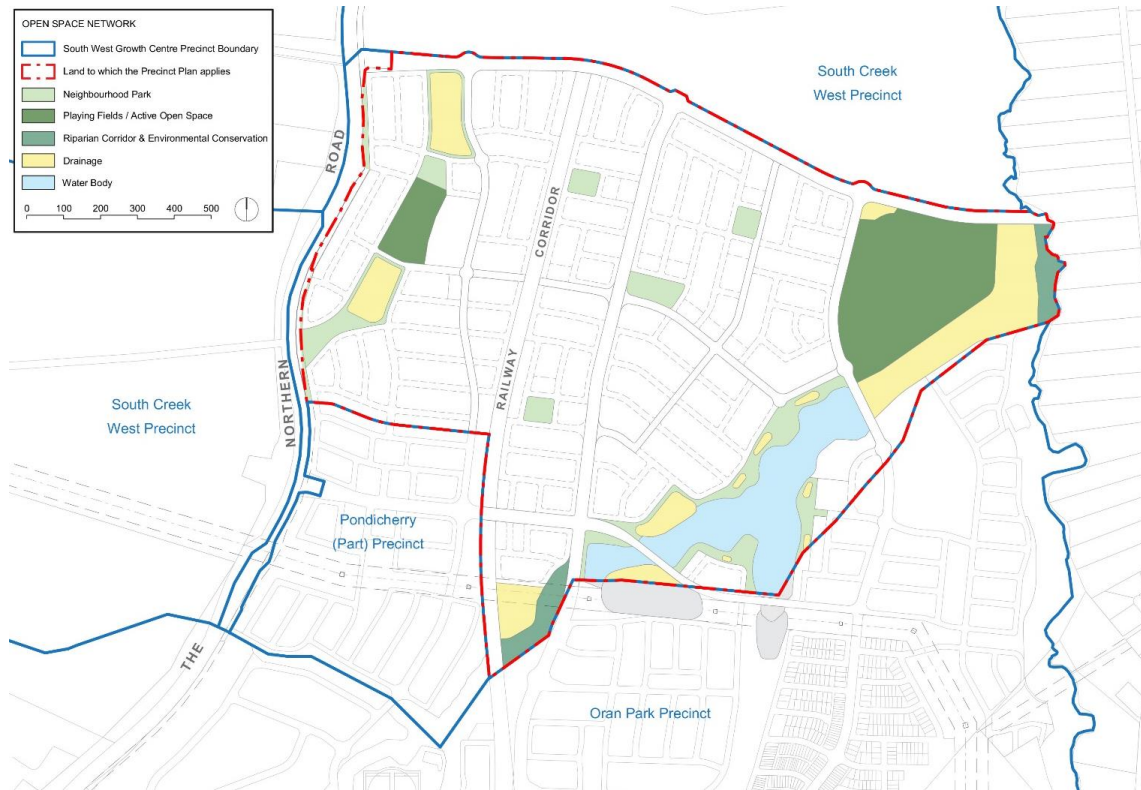 OPEN SPACE NETWORK
South West Growth Centre Precinct Boundary
Land to which the Precinct Plan applies
Neighbourhood Park
Playing Fields / Active Open Space
Riparian Corridor & Environmental Conservation
Drainage
Water Body
0 100 200 300 400 500
South Creek
West Precinct
ROAD
CORRIDOR
RAILWAY
NORTHERN
South Creek
West Precinct
Pondicherry
(Part) Precinct
THE
Oran Park Precinct